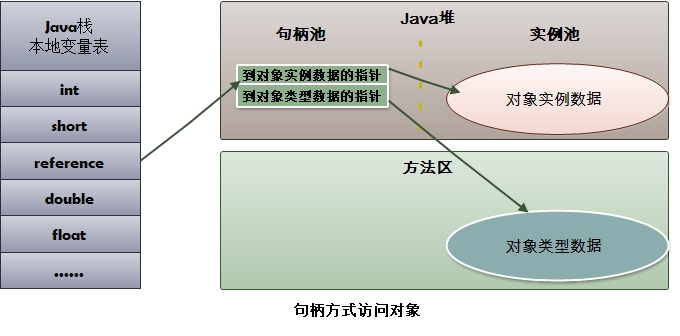 Java栈
本地变量表
int
short
reference
double
float
......
Java堆
句柄池
实例池
到对象实例数据的指针
到对象类型数据的指针
对象实例数据
方法区
对象类型数据
句柄方式访问对象